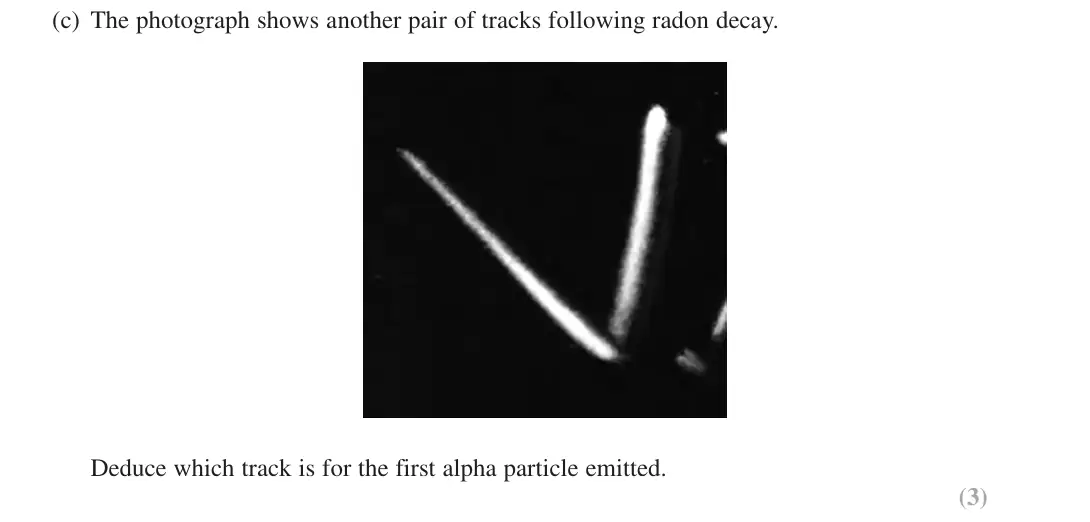 (c) The photograph shows another pair of tracks following radon decay.
Deduce which track is for the first alpha particle emitted.
(3)